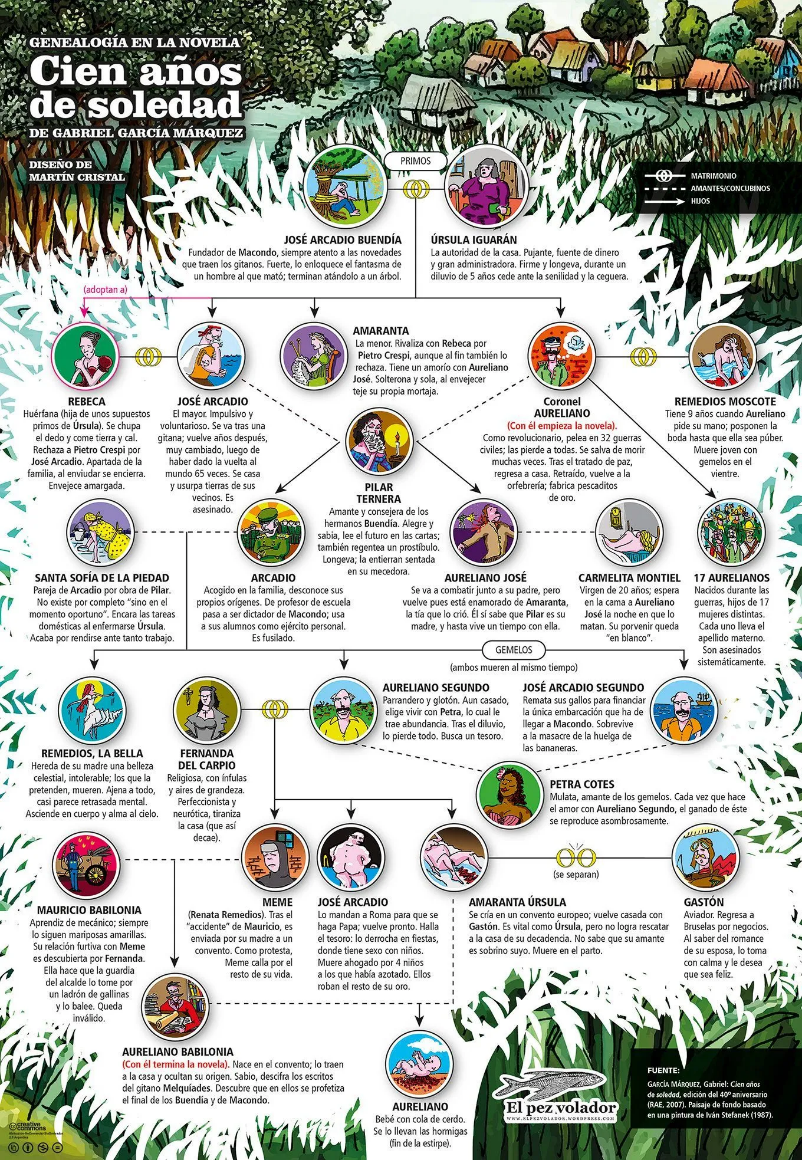 GENEALOGÍA EN LA NOVELA
Cien años
de soledad
DE GABRIEL GARCÍA MÁRQUEZ
DISEÑO DE
MARTÍN CRISTAL
PRIMOS
MATRIMONIO
AMANTES/CONCUBINOS
HIJOS
JOSÉ ARCADIO BUENDÍA
Fundador de Macondo, siempre atento a las novedades
que traen los gitanos. Fuerte, lo enloquece el fantasma de
un hombre al que mató; terminan atándolo a un árbol.
ÚRSULA IGUARÁN
La autoridad de la casa. Pujante, fuente de dinero
y gran administradora. Firme y longeva, durante un
diluvio de 5 años cede ante la senilidad y la ceguera.
(adoptan a)
REBECA
Huérfana (hija de unos supuestos
primos de Úrsula). Se chupa
el dedo y come tierra y cal.
Rechaza a Pietro Crespi por
José Arcadio. Apartada de la
familia, al enviudar se encierra.
Envejece amargada.
JOSÉ ARCADIO
El mayor. Impulsivo y
voluntarioso. Se va tras una
gitana; vuelve años después,
muy cambiado, luego de
haber dado la vuelta al
mundo 65 veces. Se casa
y usurpa tierras de sus
vecinos. Es
asesinado.
AMARANTA
La menor. Rivaliza con Rebeca por
Pietro Crespi, aunque al fin también lo
rechaza. Tiene un amorío con Aureliano
José. Solterona y sola, al envejecer
teje su propia mortaja.
Coronel
AURELIANO
(Con él empieza la novela).
Como revolucionario, pelea en 32 guerras
civiles; las pierde a todas. Se salva de morir
muchas veces. Tras el tratado de paz,
regresa a casa. Retraído, vuelve a la
orfebrería; fabrica pescaditos
de oro.
REMEDIOS MOSCOTE
Tiene 9 años cuando Aureliano
pide su mano; posponen la
boda hasta que ella sea púber.
Muere joven con
gemelos en el
vientre.
PILAR
TERNERA
Amante y consejera de los
hermanos Buendía. Alegre y
sabia, lee el futuro en las cartas;
también regentea un prostíbulo.
Longeva; la entierran sentada
en su mecedora.
SANTA SOFÍA DE LA PIEDAD
Pareja de Arcadio por obra de Pilar.
No existe por completo "sino en el
momento oportuno". Encara las tareas
domésticas al enfermarse Úrsula.
Acaba por rendirse ante tanto trabajo.
ARCADIO
Acogido en la familia, desconoce sus
propios orígenes. De profesor de escuela
pasa a ser dictador de Macondo; usa
a sus alumnos como ejército personal.
Es fusilado.
AURELIANO JOSÉ
Se va a combatir junto a su padre, pero
vuelve pues está enamorado de Amaranta,
la tía que lo crió. Él sí sabe que Pilar es su
madre, y hasta vive un tiempo con ella.
CARMELITA MONTIEL
Virgen de 20 años; espera
en la cama a Aureliano
José la noche en que lo
matan. Su porvenir queda
"en blanco".
17 AURELIANOS
Nacidos durante las
guerras, hijos de 17
mujeres distintas.
Cada uno lleva el
apellido materno.
Son asesinados
sistemáticamente.
GEMELOS
(ambos mueren al mismo tiempo)
REMEDIOS, LA BELLA
Hereda de su madre una belleza
celestial, intolerable; los que la
pretenden, mueren. Ajena a todo,
casi parece retrasada mental.
Asciende en cuerpo y alma al cielo.
FERNANDA
DEL CARPIO
Religiosa, con ínfulas
y aires de grandeza.
Perfeccionista y
neurótica, tiraniza
la casa (que así
decae).
AURELIANO SEGUNDO
Parrandero y glotón. Aun casado,
elige vivir con Petra, lo cual le
trae abundancia. Tras el diluvio,
lo pierde todo. Busca un tesoro.
JOSÉ ARCADIO SEGUNDO
Remata sus gallos para financiar
la única embarcación que ha de
llegar a Macondo. Sobrevive
a la masacre de la huelga de
las bananeras.
PETRA COTES
Mulata, amante de los gemelos. Cada vez que hace
el amor con Aureliano Segundo, el ganado de éste
se reproduce asombrosamente.
MAURICIO BABILONIA
Aprendiz de mecánico; siempre
lo siguen mariposas amarillas.
Su relación furtiva con Meme
es descubierta por Fernanda.
Ella hace que la guardia
del alcalde lo tome por
un ladrón de gallinas
y lo balee. Queda
inválido.
MEME
(Renata Remedios). Tras el
"accidente" de Mauricio, es
enviada por su madre a un
convento. Como protesta,
Meme calla por el
resto de su vida.
JOSÉ ARCADIO
Lo mandan a Roma para que se
haga Papa; vuelve pronto. Halla
el tesoro: lo derrocha en fiestas,
donde tiene sexo con niños.
Muere ahogado por 4 niños
a los que había azotado. Ellos
roban el resto de su oro.
(se separan)
AMARANTA ÚRSULA
Se cría en un convento europeo; vuelve casada con
Gastón. Es vital como Úrsula, pero no logra rescatar
a la casa de su decadencia. No sabe que su amante
es sobrino suyo. Muere en el parto.
GASTÓN
Aviador. Regresa a
Bruselas por negocios.
Al saber del romance
de su esposa, lo toma
con calma y le desea
que sea feliz.
AURELIANO BABILONIA
(Con él termina la novela). Nace en el convento; lo traen
a la casa y ocultan su origen. Sabio, descifra los escritos
del gitano Melquíades. Descubre que en ellos se profetiza
el final de los Buendía y de Macondo.
AURELIANO
Bebé con cola de cerdo.
Se lo llevan las hormigas
(fin de la estirpe).
El pez volador
WWW.ELPEZVOLADOR.WORDPRESS.COM
FUENTE:
GARCÍA MÁRQUEZ, Gabriel: Cien años
de soledad, edición del 40º aniversario
(RAE, 2007). Paisaje de fondo basado
en una pintura de Iván Stefanek (1987).
creative
commons